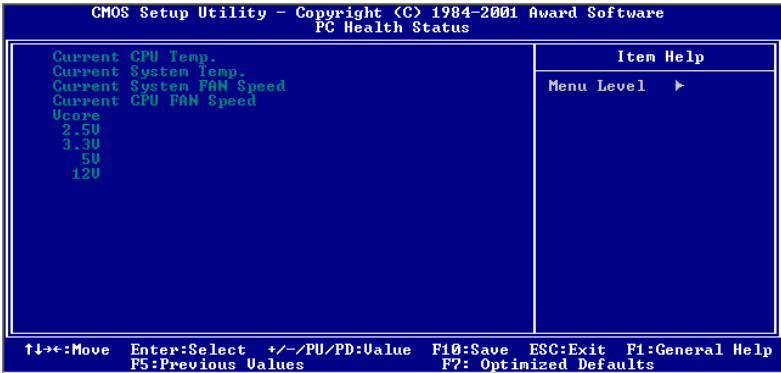 CMOS Setup Utility - Copyright (C) 1984-2001 Award Software
PC Health Status
Current CPU Temp.
Current System Temp.
Current System FAN Speed
Current CPU FAN Speed
Vcore
2.5V
3.3V
5V
12V
Item Help
Menu Level ▶
↑↓→←:Move Enter:Select +/-/PU/PD:Value F10:Save ESC:Exit F1:General Help
F5:Previous Values F7: Optimized Defaults